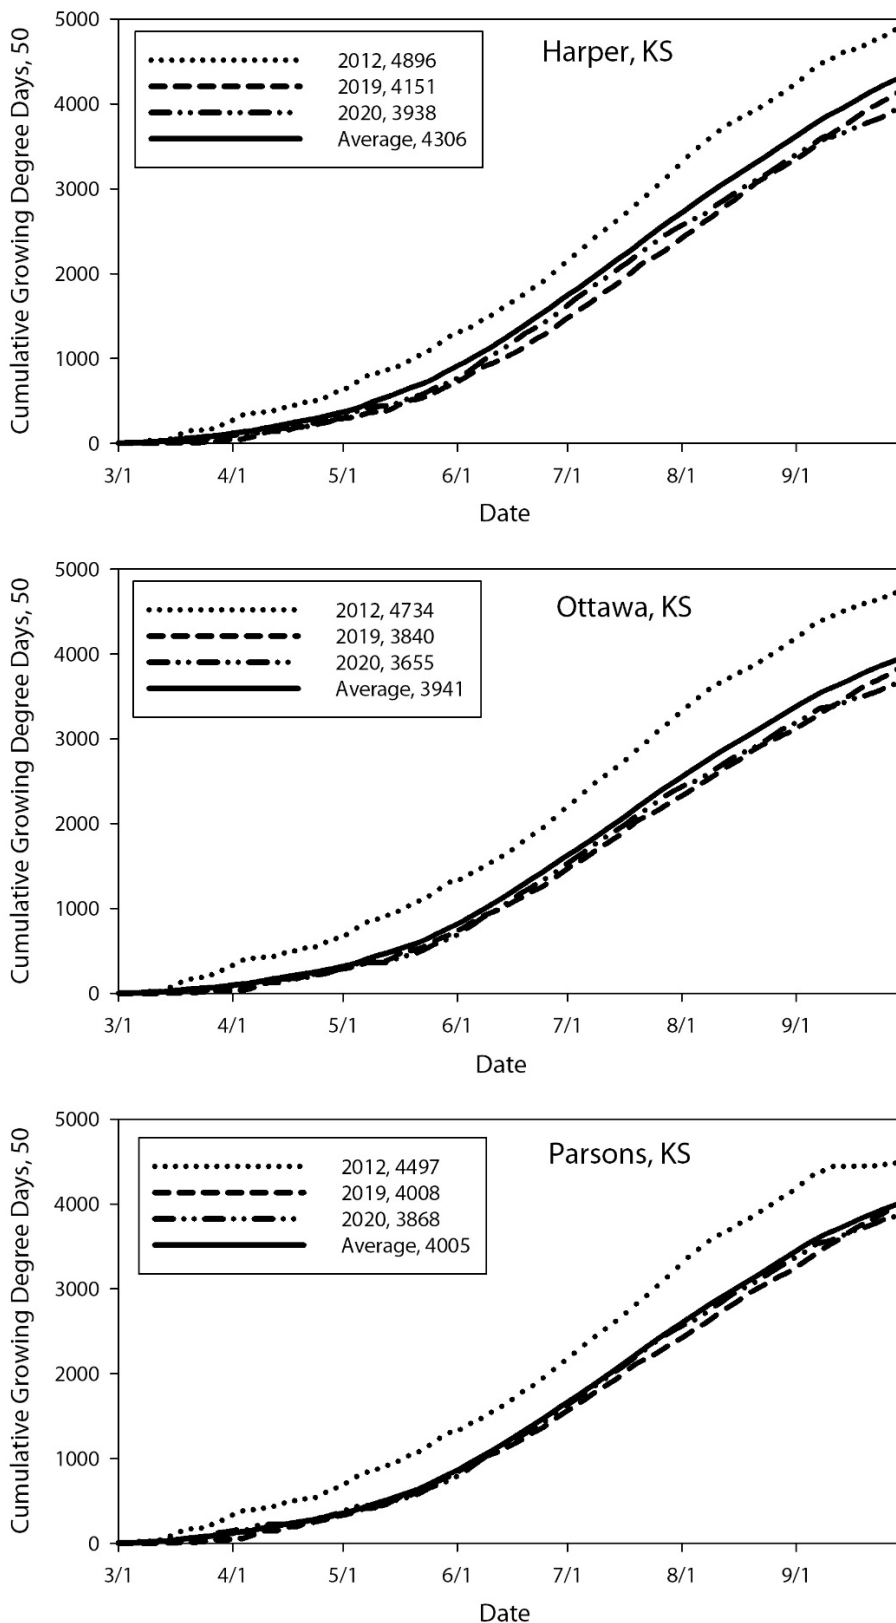 Cumulative Growing Degree Days, 50
5000
4000
3000
2000
1000
0
2012, 4896
2019, 4151
2020, 3938
Average, 4306
Harper, KS
3/1 4/1 5/1 6/1 7/1 8/1 9/1
Date
Cumulative Growing Degree Days, 50
5000
4000
3000
2000
1000
0
2012, 4734
2019, 3840
2020, 3655
Average, 3941
Ottawa, KS
3/1 4/1 5/1 6/1 7/1 8/1 9/1
Date
Cumulative Growing Degree Days, 50
5000
4000
3000
2000
1000
0
2012, 4497
2019, 4008
2020, 3868
Average, 4005
Parsons, KS
3/1 4/1 5/1 6/1 7/1 8/1 9/1
Date